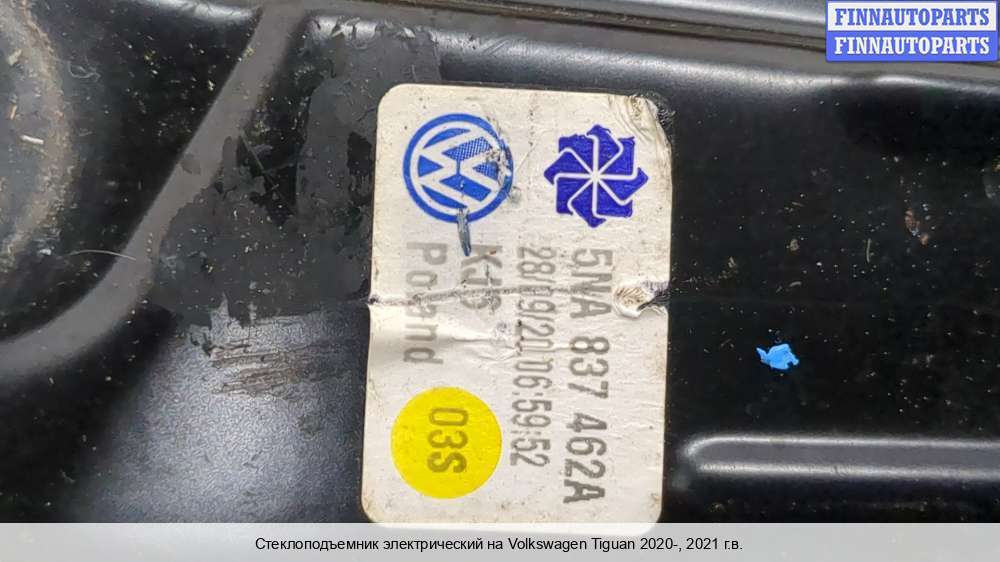 FINNAUTOPARTS
FINNAUTOPARTS
VW
5NA 837 462A
28/09/20,06:59:52
Poland
03S
Стеклоподъемник электрический на Volkswagen Tiguan 2020-, 2021 г.в.